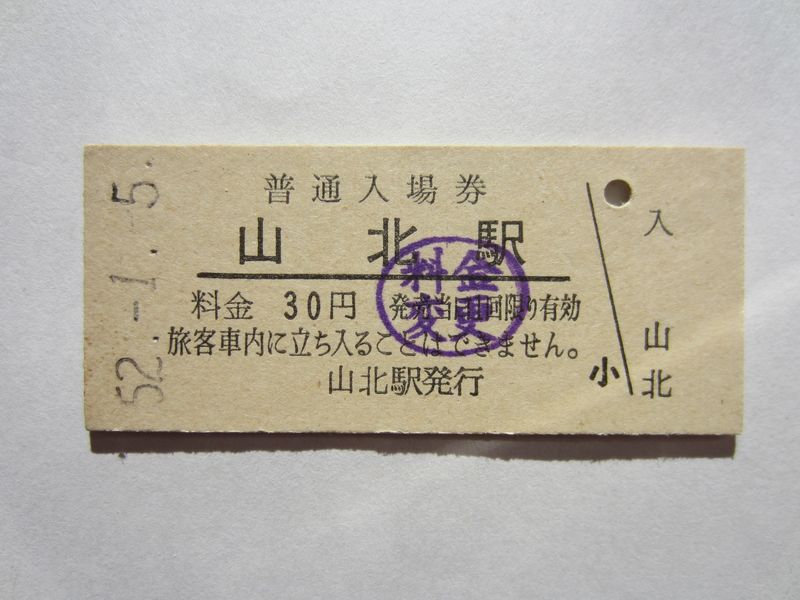 普通入場券
山北駅
料金 30円 発売当日1回限り有効
旅客車内に立ち入ることはできません。
山北駅発行
料金
変更
52.-1.-5.
小
入
山北